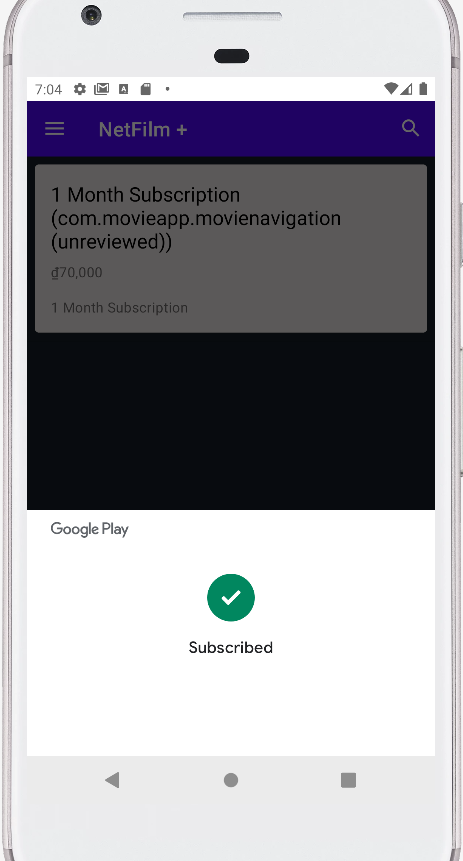 7:04
NetFilm +
1 Month Subscription
(com.movieapp.movienavigation
(unreviewed))
₫70,000
1 Month Subscription
Google Play
Subscribed